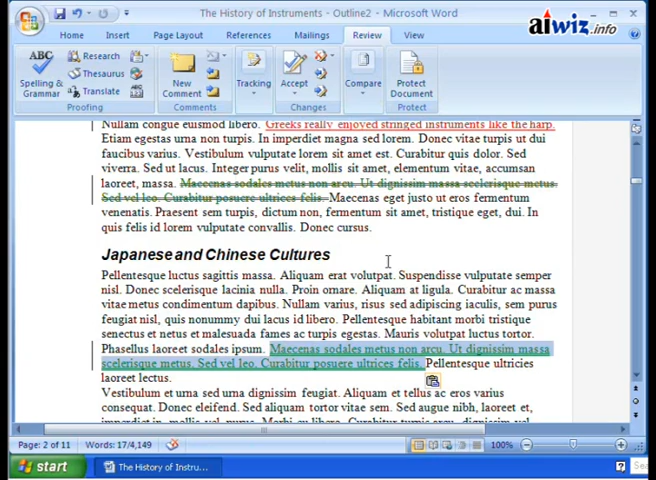 The History of Instruments - Outline2 - Microsoft Word
aiwiz.info
Home Insert Page Layout References Mailings Review View
ABC
Spelling &
Grammar
Research
Thesaurus
Translate
Proofing
New
Comment
Comments
Tracking
Accept
Changes
Compare
Protect
Document
Protect
Nullam congue euismod libero. Greeks really enjoyed stringed instruments like the harp.
Etiam egestas urna non turpis. In imperdiet magna sed lorem. Donec vitae metus ut dui
faucibus varius. Vestibulum vulputate lorem sit amet est. Curabitur quis dolor. Sed
viverra. Sed ut lacus. Integer purus velit, mollis sit amet, elementum vitae, accumsan
laoreet, massa. Maecenas sodales metus non arcu. Ut dignissim massa scelerisque metus.
Sed vel leo. Curabitur posuere ultrices felis. Maecenas eget justo ut eros fermentum
venenatis. Praesent sem turpis, dictum non, fermentum sit amet, tristique eget, dui. In
quis felis id lorem vulputate convallis. Donec cursus.
Japanese and Chinese Cultures
Pellentesque luctus sagittis massa. Aliquam erat volutpat. Suspendisse vulputate semper
nisl. Donec scelerisque lacinia nulla. Proin ornare. Aliquam at ligula. Curabitur ac massa
vitae metus condimentum dapibus. Nullam varius, risus sed adipiscing iaculis, sem purus
feugiat nisl, quis nonummy dui lacus id libero. Pellentesque habitant morbi tristique
senectus et netus et malesuada fames ac turpis egestas. Mauris volutpat luctus tortor.
Phasellus laoreet sodales ipsum. Maecenas sodales metus non arcu. Ut dignissim massa
scelerisque metus. Sed vel leo. Curabitur posuere ultrices felis. Pellentesque ultricies
laoreet lectus.
Vestibulum et urna sed urna dignissim feugiat. Aliquam et tellus ac eros varius
consequat. Donec eleifend. Sed aliquam tortor vitae sem. Sed augue nibh, laoreet et,
Page: 2 of 11 Words: 17/4,149 100%
start The History of Instru...